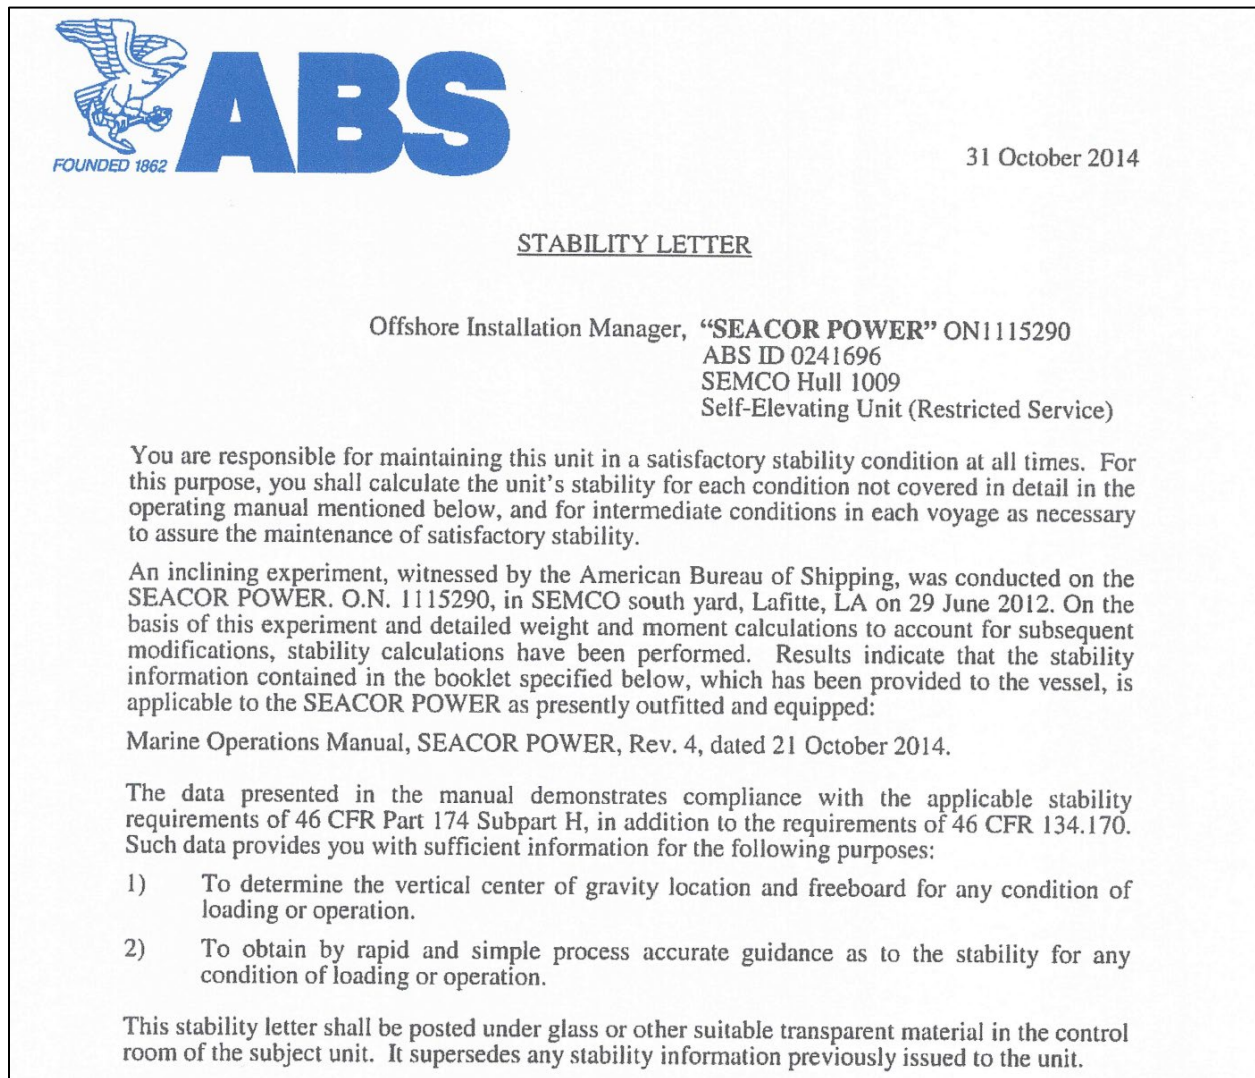 ABS
FOUNDED 1862
31 October 2014
STABILITY LETTER
Offshore Installation Manager, “SEACOR POWER” ON1115290
ABS ID 0241696
SEMCO Hull 1009
Self-Elevating Unit (Restricted Service)
You are responsible for maintaining this unit in a satisfactory stability condition at all times. For
this purpose, you shall calculate the unit's stability for each condition not covered in detail in the
operating manual mentioned below, and for intermediate conditions in each voyage as necessary
to assure the maintenance of satisfactory stability.
An inclining experiment, witnessed by the American Bureau of Shipping, was conducted on the
SEACOR POWER. O.N. 1115290, in SEMCO south yard, Lafitte, LA on 29 June 2012. On the
basis of this experiment and detailed weight and moment calculations to account for subsequent
modifications, stability calculations have been performed. Results indicate that the stability
information contained in the booklet specified below, which has been provided to the vessel, is
applicable to the SEACOR POWER as presently outfitted and equipped:
Marine Operations Manual, SEACOR POWER, Rev. 4, dated 21 October 2014.
The data presented in the manual demonstrates compliance with the applicable stability
requirements of 46 CFR Part 174 Subpart H, in addition to the requirements of 46 CFR 134.170.
Such data provides you with sufficient information for the following purposes:
1) To determine the vertical center of gravity location and freeboard for any condition of
loading or operation.
2) To obtain by rapid and simple process accurate guidance as to the stability for any
condition of loading or operation.
This stability letter shall be posted under glass or other suitable transparent material in the control
room of the subject unit. It supersedes any stability information previously issued to the unit.